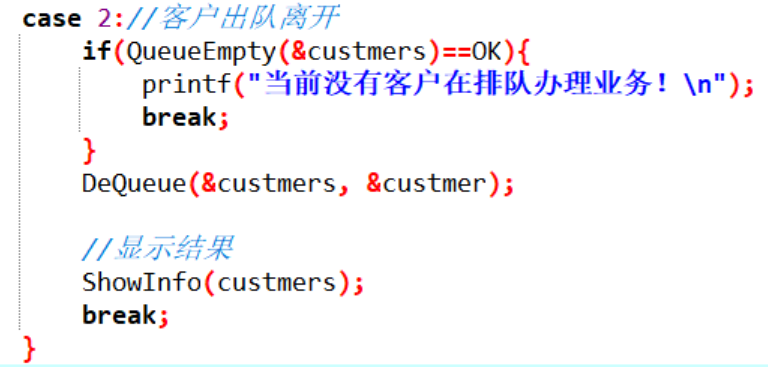 case 2://客户出队离开
if(QueueEmpty(&custmers)==OK){
printf("当前没有客户在排队办理业务！\n");
break;
}
DeQueue(&custmers, &custmer);
//显示结果
ShowInfo(custmers);
break;
}